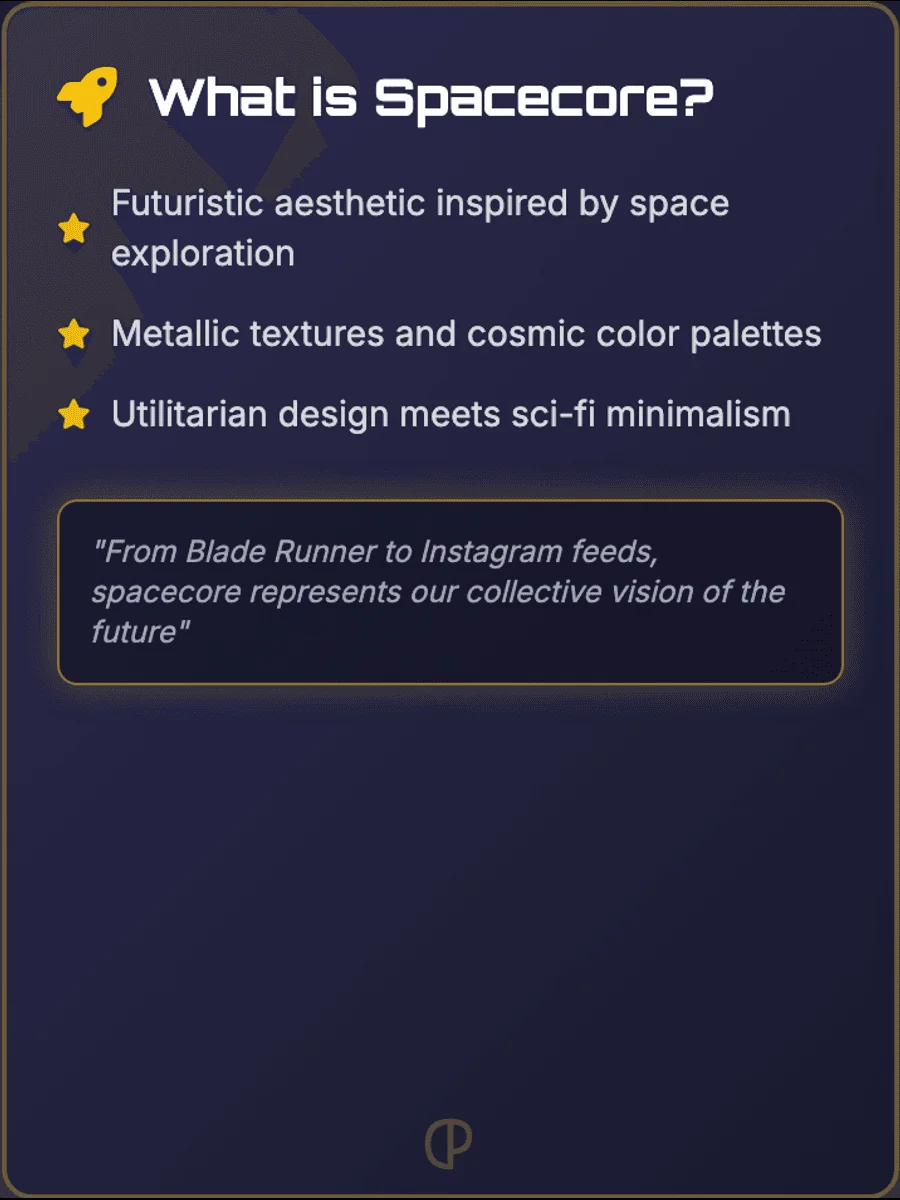 What is Spacecore?
Futuristic aesthetic inspired by space
exploration
Metallic textures and cosmic color palettes
Utilitarian design meets sci-fi minimalism
"From Blade Runner to Instagram feeds,
spacecore represents our collective vision of the
future"